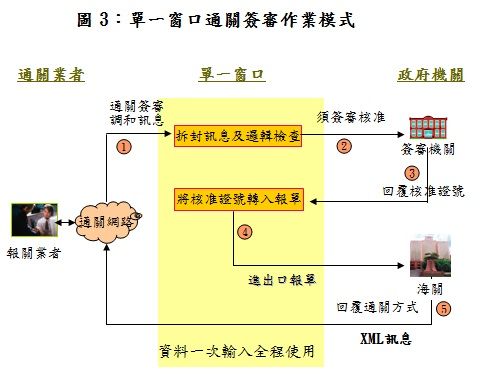 圖 3：單一窗口通關簽審作業模式
通關業者
單一窗口
政府機關
通關簽審
調和訊息
①
拆封訊息及邏輯檢查
須簽審核准
②
簽審機關
③
回覆核准證號
將核准證號轉入報單
④
通關網路
報關業者
進出口報單
海關
回覆通關方式
⑤
XML訊息
資料一次輸入全程使用